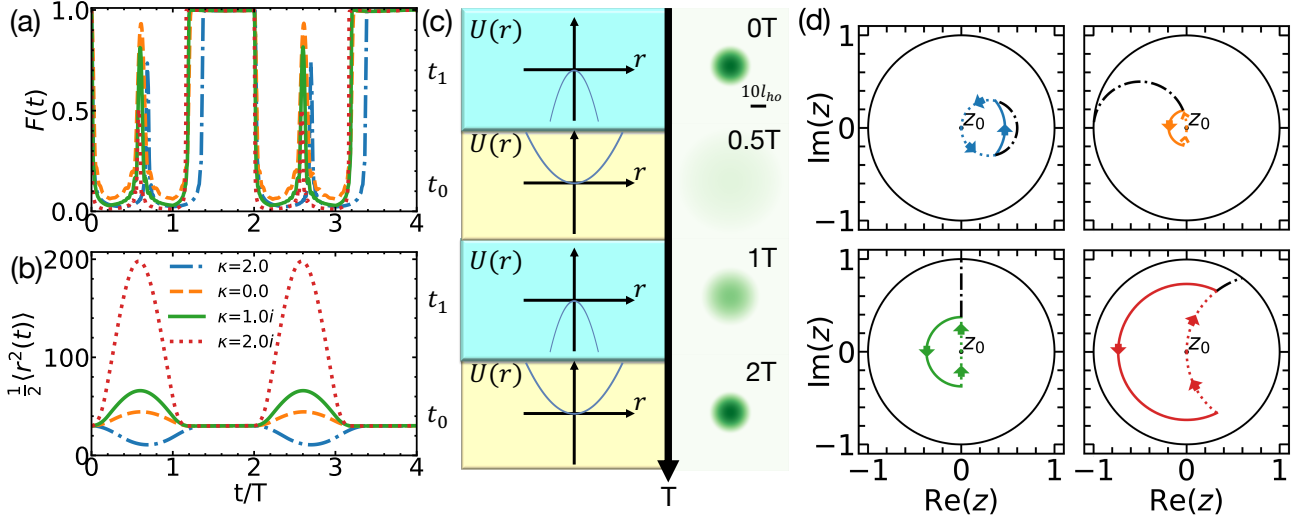 (a)
1.0
0.5
0.0
F(t)
0 1 2 3 4
(b)
200
100
0
½⟨r²(t)⟩
κ=2.0
κ=0.0
κ=1.0i
κ=2.0i
0 1 2 3 4
t/T
(c)
U(r)
r
t₁
U(r)
r
t₀
U(r)
r
t₁
U(r)
r
t₀
T
0T
10l_ho
0.5T
1T
2T
(d)
1
0
−1
Im(z)
z₀
z₀
1
0
−1
Im(z)
z₀
z₀
−1 0 1
−1 0 1
Re(z)
Re(z)